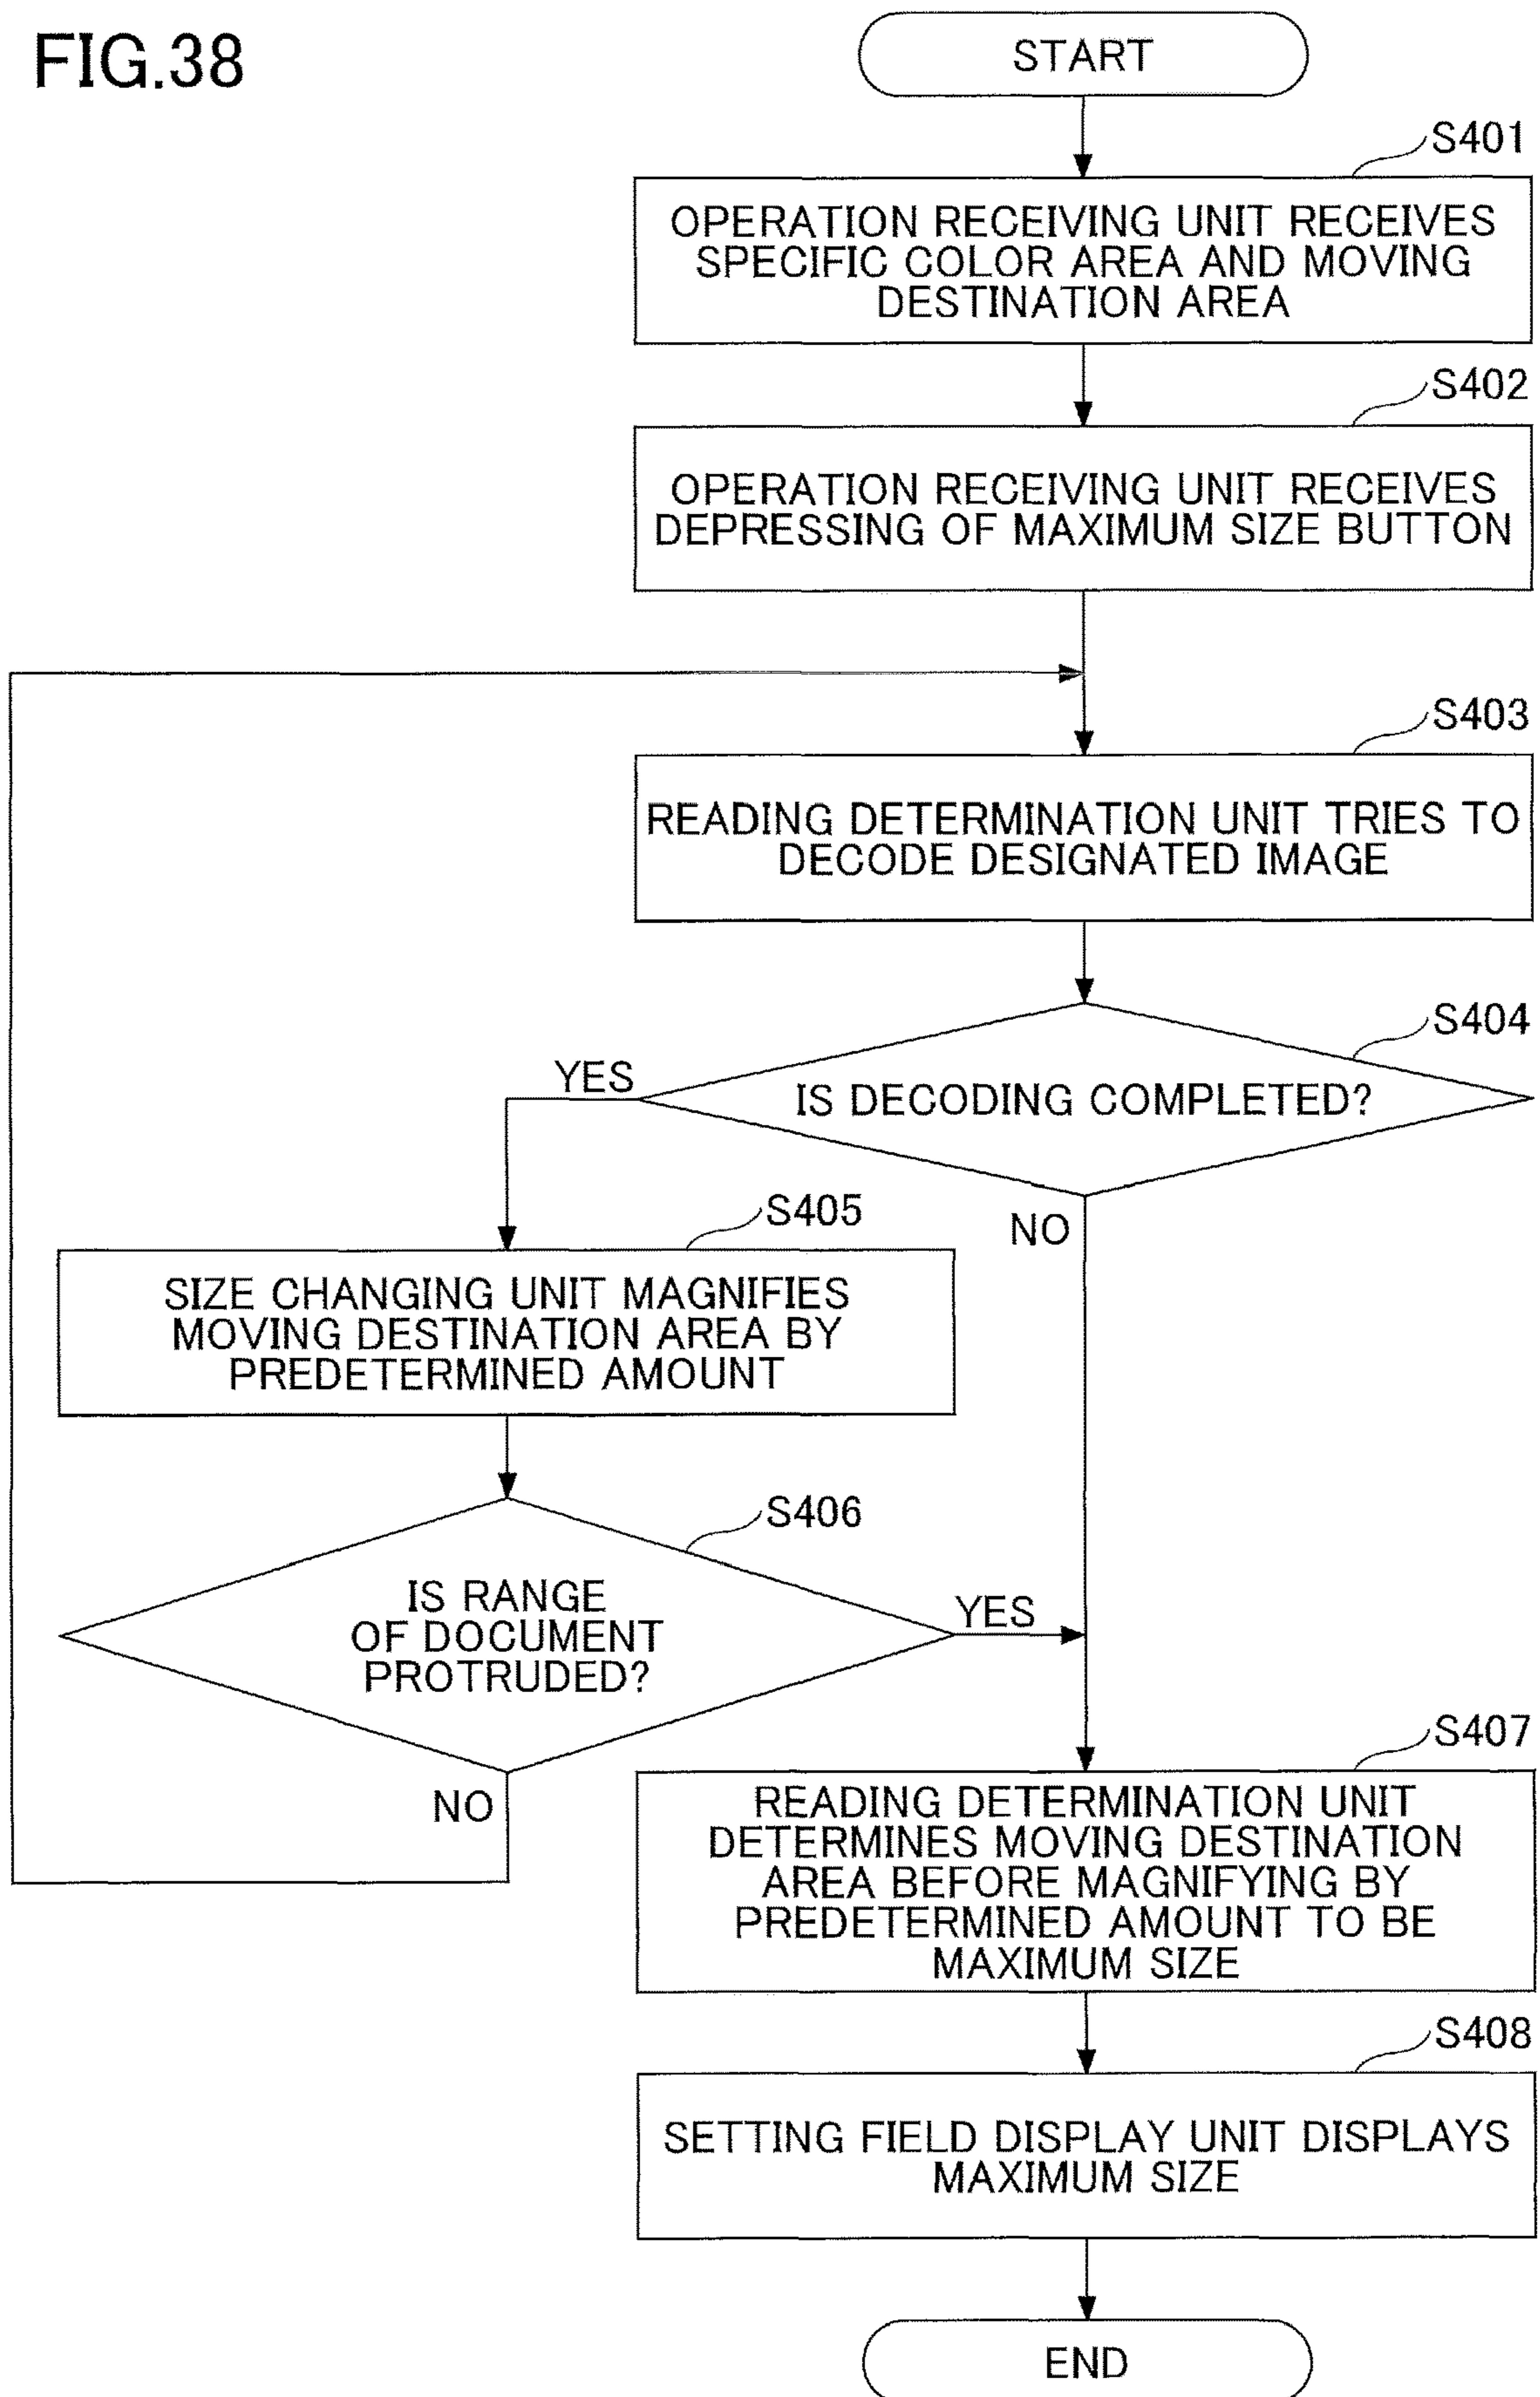 FIG.38
START
S401
OPERATION RECEIVING UNIT RECEIVES
SPECIFIC COLOR AREA AND MOVING
DESTINATION AREA
S402
OPERATION RECEIVING UNIT RECEIVES
DEPRESSING OF MAXIMUM SIZE BUTTON
S403
READING DETERMINATION UNIT TRIES TO
DECODE DESIGNATED IMAGE
S404
IS DECODING COMPLETED?
YES
NO
S405
SIZE CHANGING UNIT MAGNIFIES
MOVING DESTINATION AREA BY
PREDETERMINED AMOUNT
S406
IS RANGE
OF DOCUMENT
PROTRUDED?
YES
NO
S407
READING DETERMINATION UNIT
DETERMINES MOVING DESTINATION
AREA BEFORE MAGNIFYING BY
PREDETERMINED AMOUNT TO BE
MAXIMUM SIZE
S408
SETTING FIELD DISPLAY UNIT DISPLAYS
MAXIMUM SIZE
END